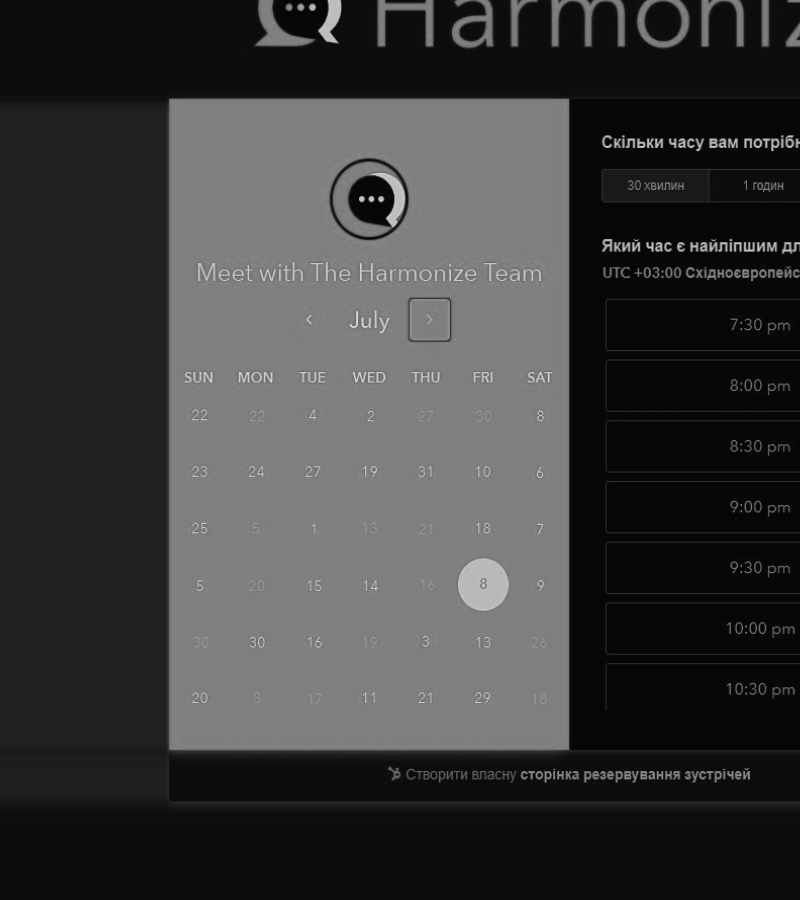 Harmoniz
Meet with The Harmonize Team
‹ July ›
SUN MON TUE WED THU FRI SAT
22 22 4 2 27 30 8
23 24 27 19 31 10 6
25 5 1 13 21 18 7
5 20 15 14 16 8 9
30 30 16 19 3 13 26
20 8 17 11 21 29 18
Скільки часу вам потрібн
30 хвилин 1 годин
Який час є найліпшим дл
UTC +03:00 Східноєвропейс
7:30 pm
8:00 pm
8:30 pm
9:00 pm
9:30 pm
10:00 pm
10:30 pm
Створити власну сторінка резервування зустрічей